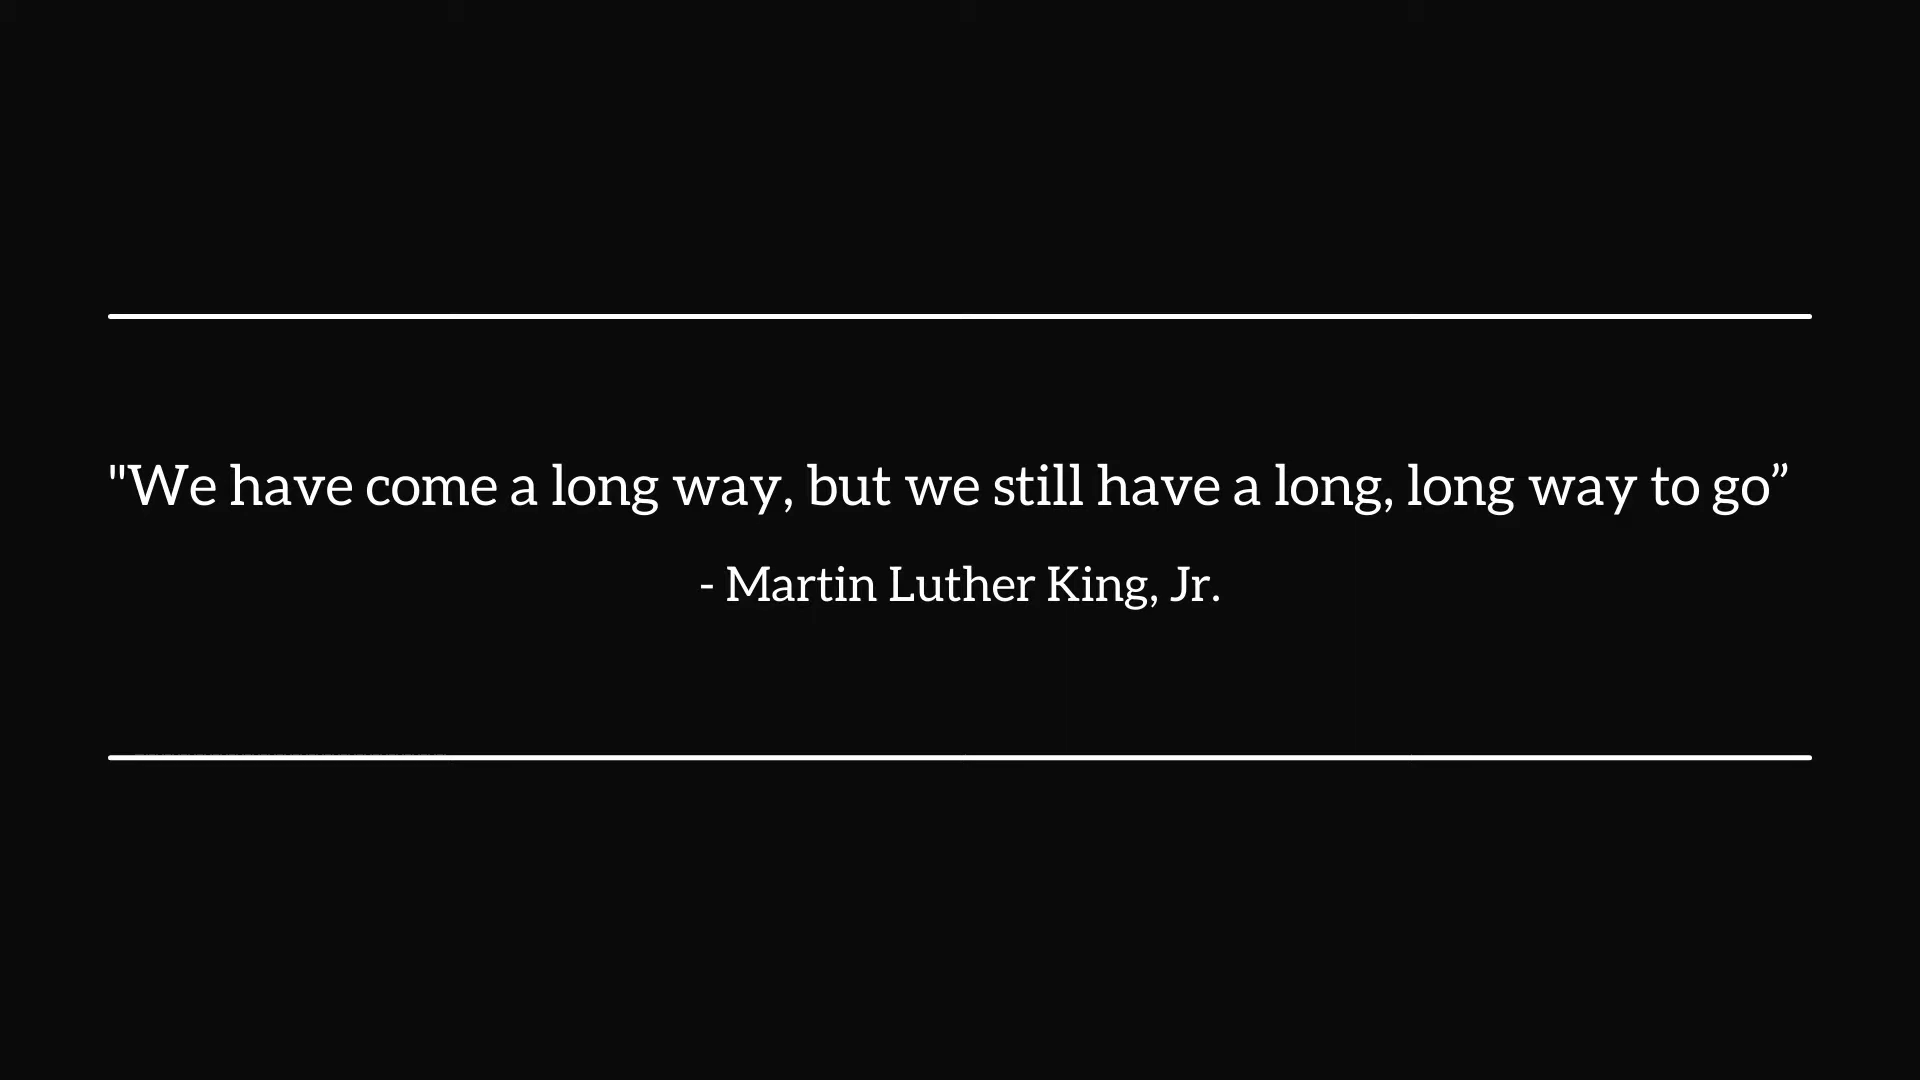 "We have come a long way, but we still have a long, long way to go”
- Martin Luther King, Jr.